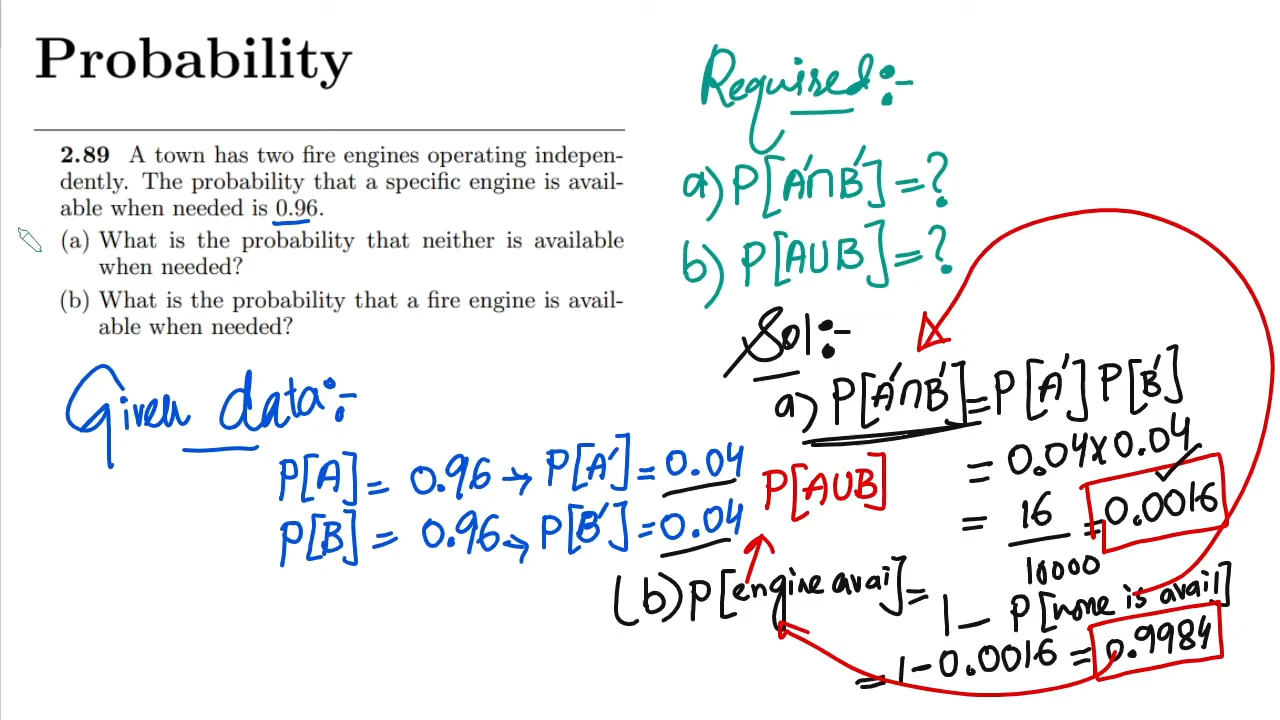 Probability
2.89 A town has two fire engines operating indepen-
dently. The probability that a specific engine is avail-
able when needed is 0.96.
(a) What is the probability that neither is available
when needed?
(b) What is the probability that a fire engine is avail-
able when needed?
Given data:-
P[A] = 0.96 → P[A'] = 0.04
P[B] = 0.96 → P[B'] = 0.04
Required:-
a) P[A'∩B'] = ?
b) P[A∪B] = ?
Sol:-
a) P[A'∩B'] = P[A'] P[B']
= 0.04 x 0.04
= 16/10000 = 0.0016
P[A∪B]
(b) P[engine avai] =
1 - P[none is avail]
= 1 - 0.0016 = 0.9984